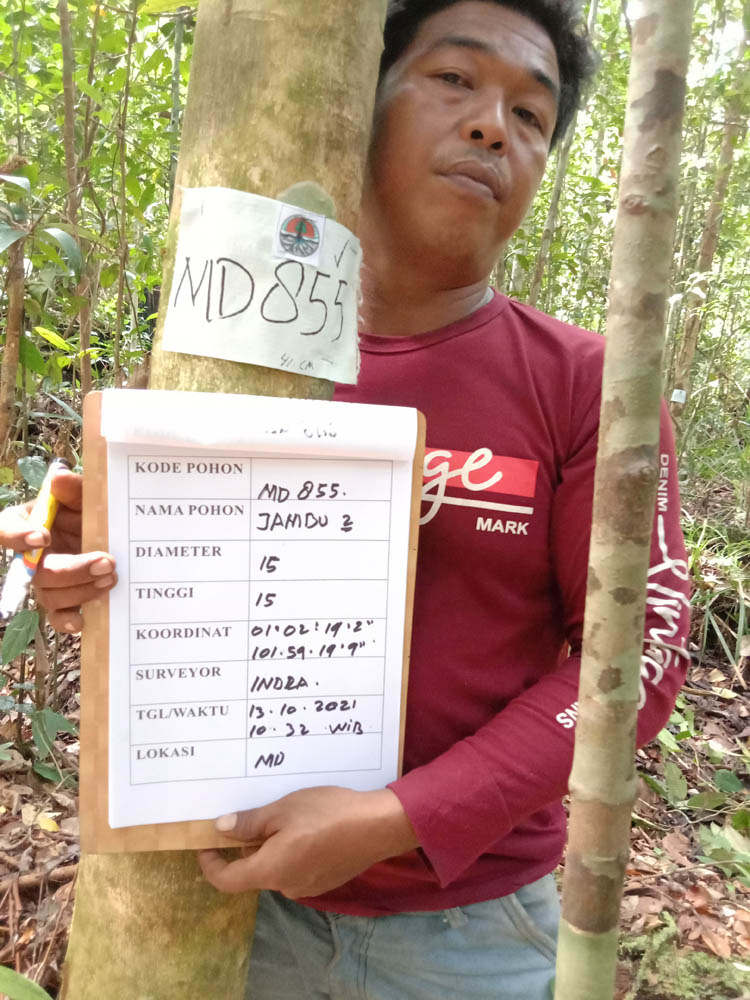 MD 855
41. CM
KODE POHON MD 855.
NAMA POHON JAMBU 2
DIAMETER 15
TINGGI 15
KOORDINAT 01°02'.19'2"
101.59.19'9"
SURVEYOR INDRA.
TGL/WAKTU 13.10.2021
10.32 WiB
LOKASI MD
ge
MARK
DENIM